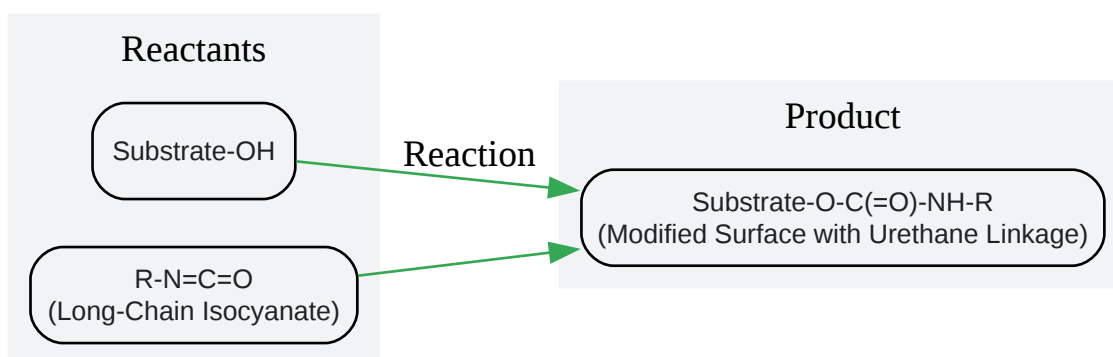 Reactants
Substrate-OH
R-N=C=O
(Long-Chain Isocyanate)
Reaction
Product
Substrate-O-C(=O)-NH-R
(Modified Surface with Urethane Linkage)